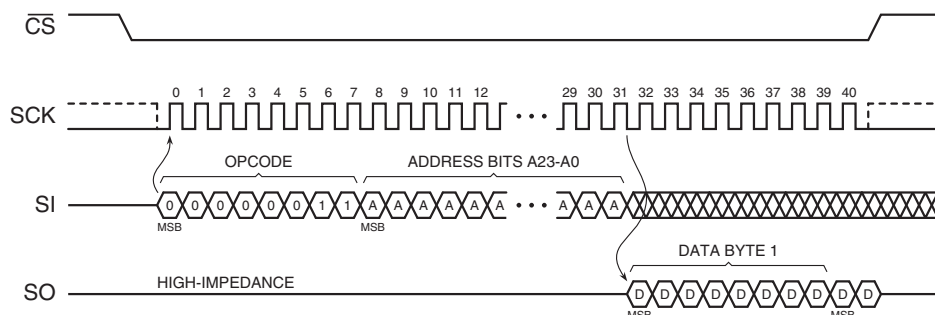 CS
0 1 2 3 4 5 6 7 8 9 10 11 12 29 30 31 32 33 34 35 36 37 38 39 40
SCK
OPCODE ADDRESS BITS A23-A0
SI 0 0 0 0 0 0 1 1 A A A A A A A A A
MSB MSB
DATA BYTE 1
HIGH-IMPEDANCE
SO D D D D D D D D D D
MSB MSB